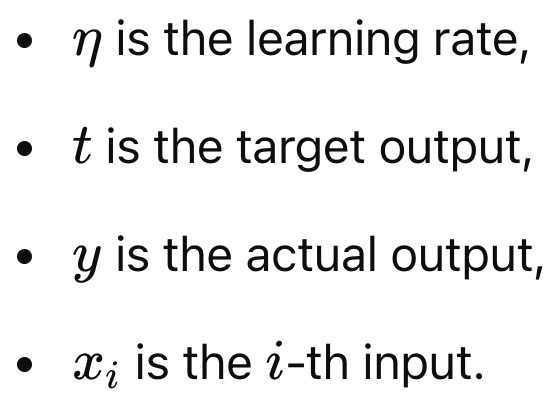 • η is the learning rate,
• t is the target output,
• y is the actual output,
• xᵢ is the i-th input.